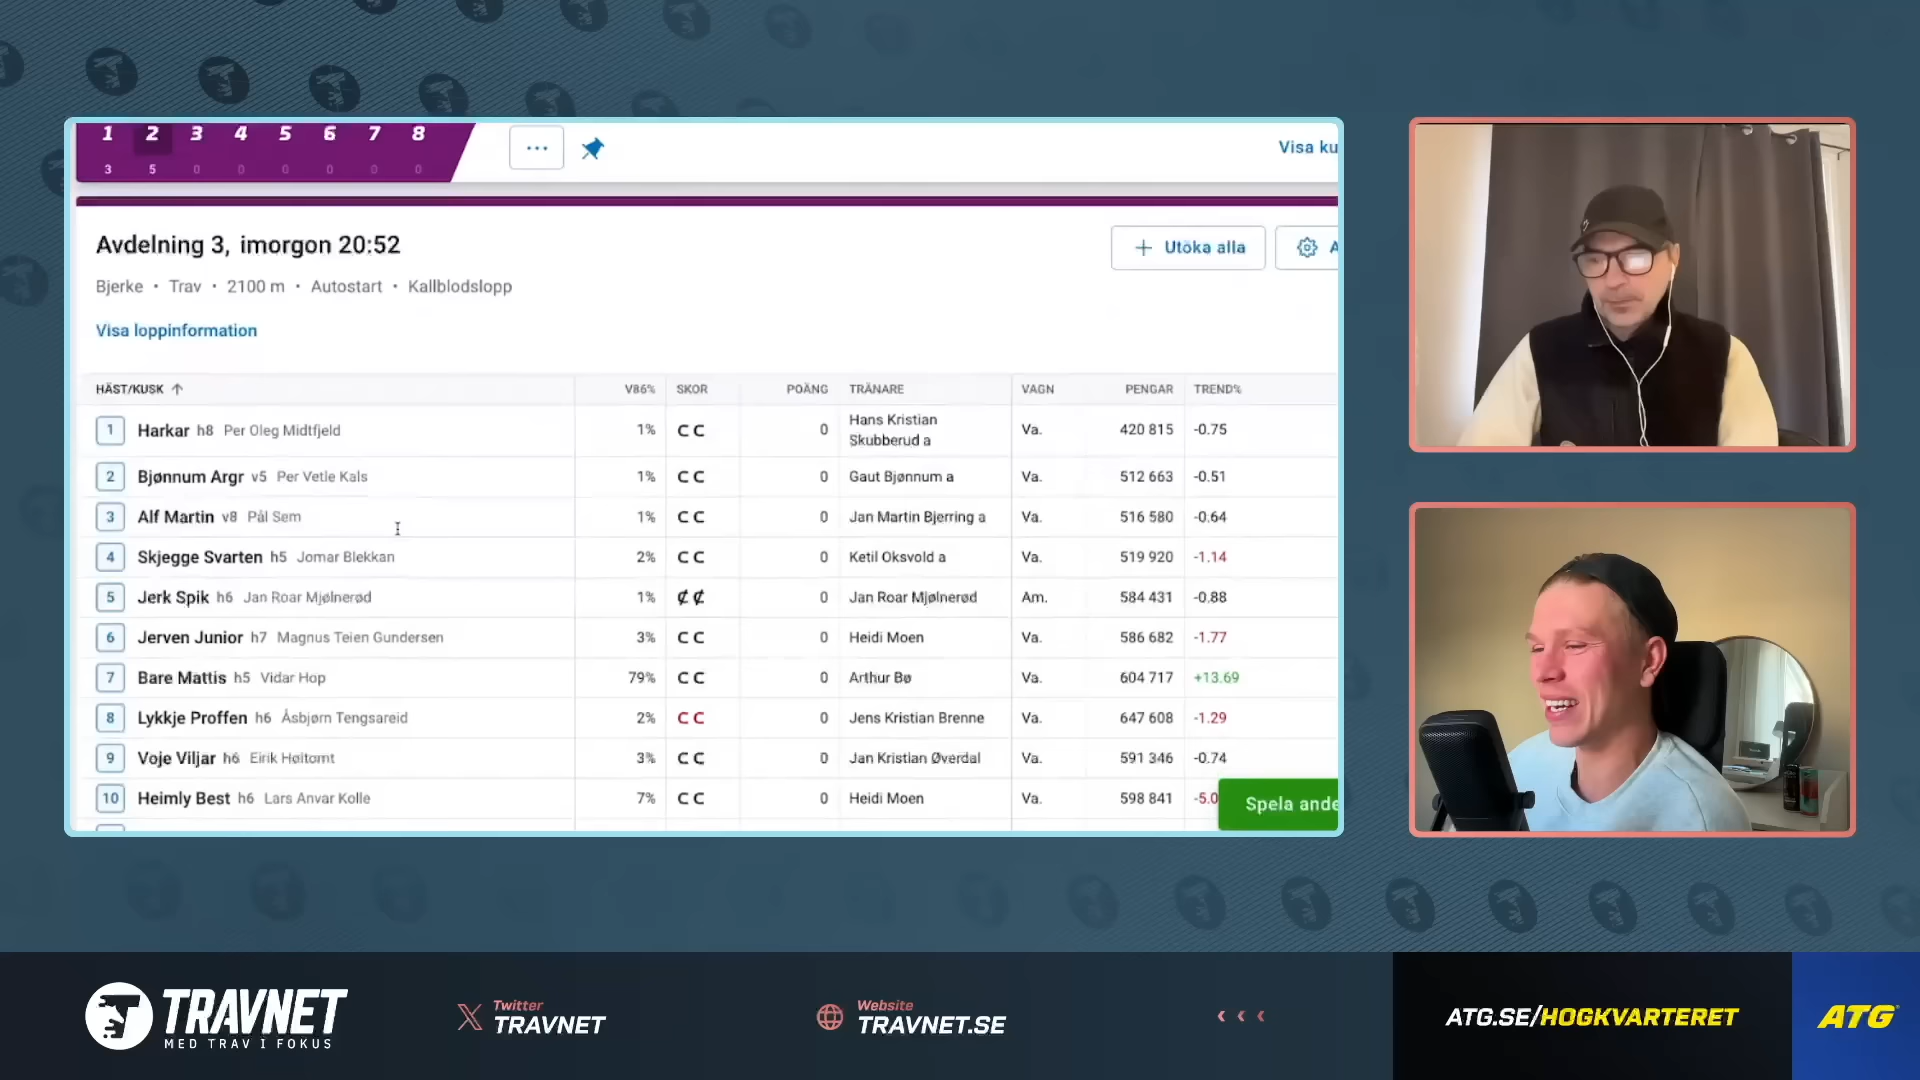 1 2 3 4 5 6 7 8
3 5 0 0 0 0 0 0
... Visa ku
Avdelning 3, imorgon 20:52
+ Utöka alla
A
Bjerke • Trav • 2100 m • Autostart • Kallblodslopp
Visa loppinformation
HÄST/KUSK ↑ V86% SKOR POÄNG TRÄNARE VAGN PENGAR TREND%
1 Harkar h8 Per Oleg Midtfjeld 1% C C 0 Hans Kristian Skubberud a Va. 420 815 -0.75
2 Bjønnum Argr v5 Per Vetle Kals 1% C C 0 Gaut Bjønnum a Va. 512 663 -0.51
3 Alf Martin v8 Pål Sem 1% C C 0 Jan Martin Bjerring a Va. 516 580 -0.64
4 Skjegge Svarten h5 Jomar Blekkan 2% C C 0 Ketil Oksvold a Va. 519 920 -1.14
5 Jerk Spik h6 Jan Roar Mjølnerød 1% ₵ ₵ 0 Jan Roar Mjølnerød Am. 584 431 -0.88
6 Jerven Junior h7 Magnus Teien Gundersen 3% C C 0 Heidi Moen Va. 586 682 -1.77
7 Bare Mattis h5 Vidar Hop 79% C C 0 Arthur Bø Va. 604 717 +13.69
8 Lykkje Proffen h6 Åsbjørn Tengsareid 2% C C 0 Jens Kristian Brenne Va. 647 608 -1.29
9 Voje Viljar h6 Eirik Høitomt 3% C C 0 Jan Kristian Øverdal Va. 591 346 -0.74
10 Heimly Best h6 Lars Anvar Kolle 7% C C 0 Heidi Moen Va. 598 841 -5.0
Spela ande
TRAVNET
MED TRAV I FOKUS
Twitter
TRAVNET
Website
TRAVNET.SE
ATG.SE/HOGKVARTERET
ATG